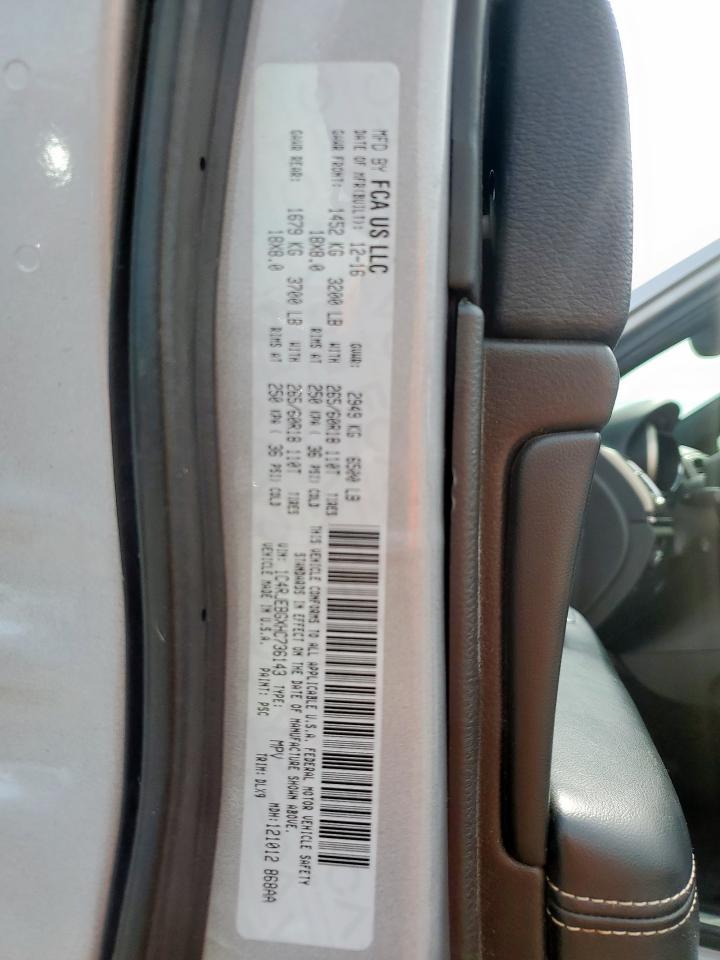 MFD BY FCA US LLC
DATE OF MFR(BUILT): 12-16 GVWR: 2949 KG 6500 LB
GAWR FRONT: 1452 KG 3200 LB WITH 265/60R18 110T TIRES
18X8.0 RIMS AT 250 KPA ( 36 PSI) COLD
GAWR REAR: 1679 KG 3700 LB WITH 265/60R18 110T TIRES
18X8.0 RIMS AT 250 KPA ( 36 PSI) COLD
THIS VEHICLE CONFORMS TO ALL APPLICABLE U.S.A. FEDERAL MOTOR VEHICLE SAFETY
STANDARDS IN EFFECT ON THE DATE OF MANUFACTURE SHOWN ABOVE.
VIN: 1C4RJEBGXHC736143 TYPE: MPV MDH:121012 868AA
VEHICLE MADE IN U.S.A. PAINT: PSC TRIM: DLX9